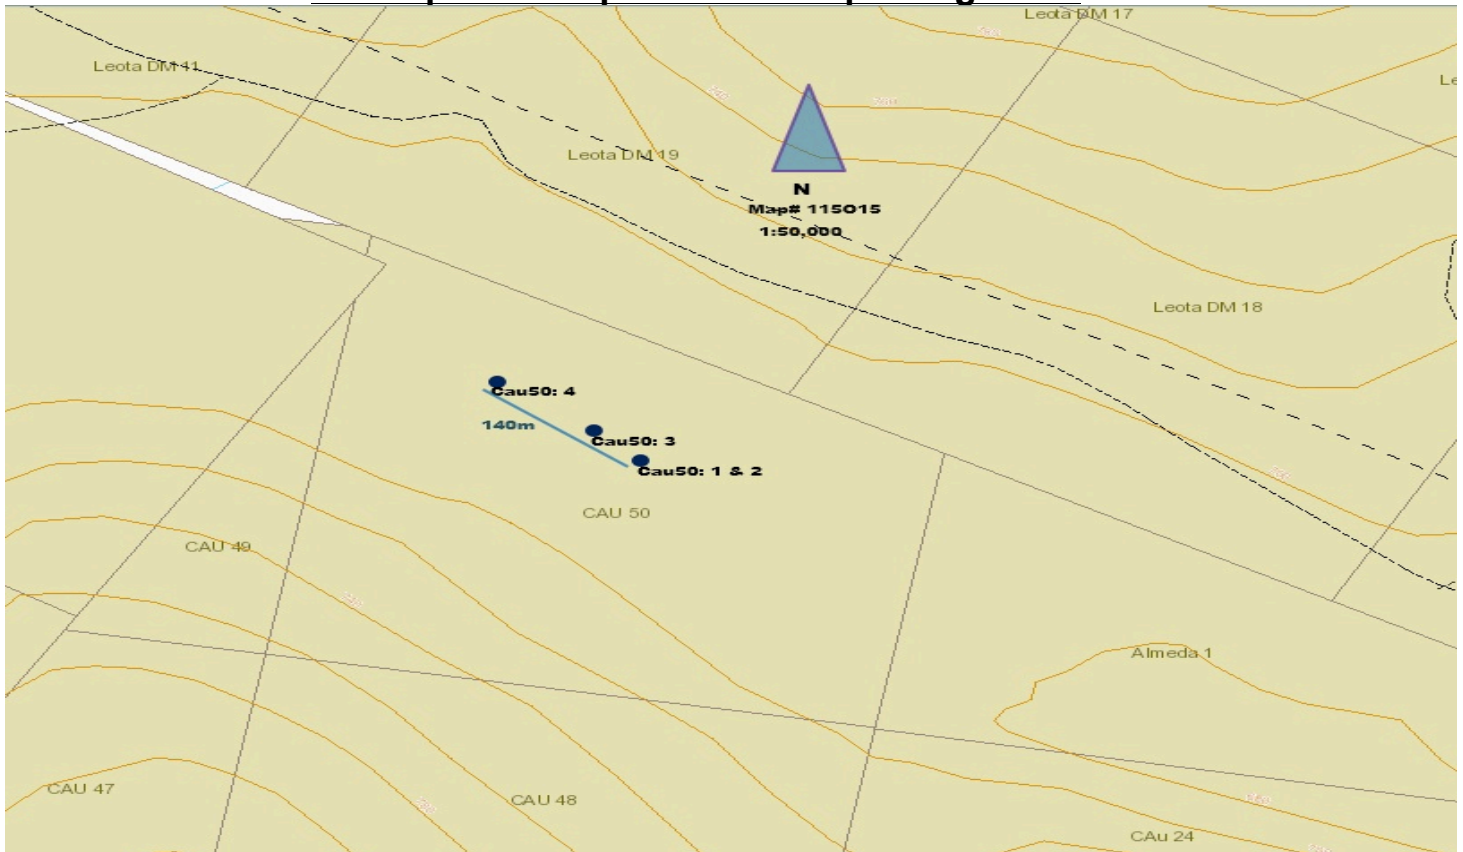 Leota DM 17
Leota DM 11
Leota DM 19
N
Map# 115O15
1:50,000
Leota DM 18
Cau50: 4
140m
Cau50: 3
Cau50: 1 & 2
CAU 50
CAU 49
Almeda 1
CAU 47
CAU 48
CAu 24